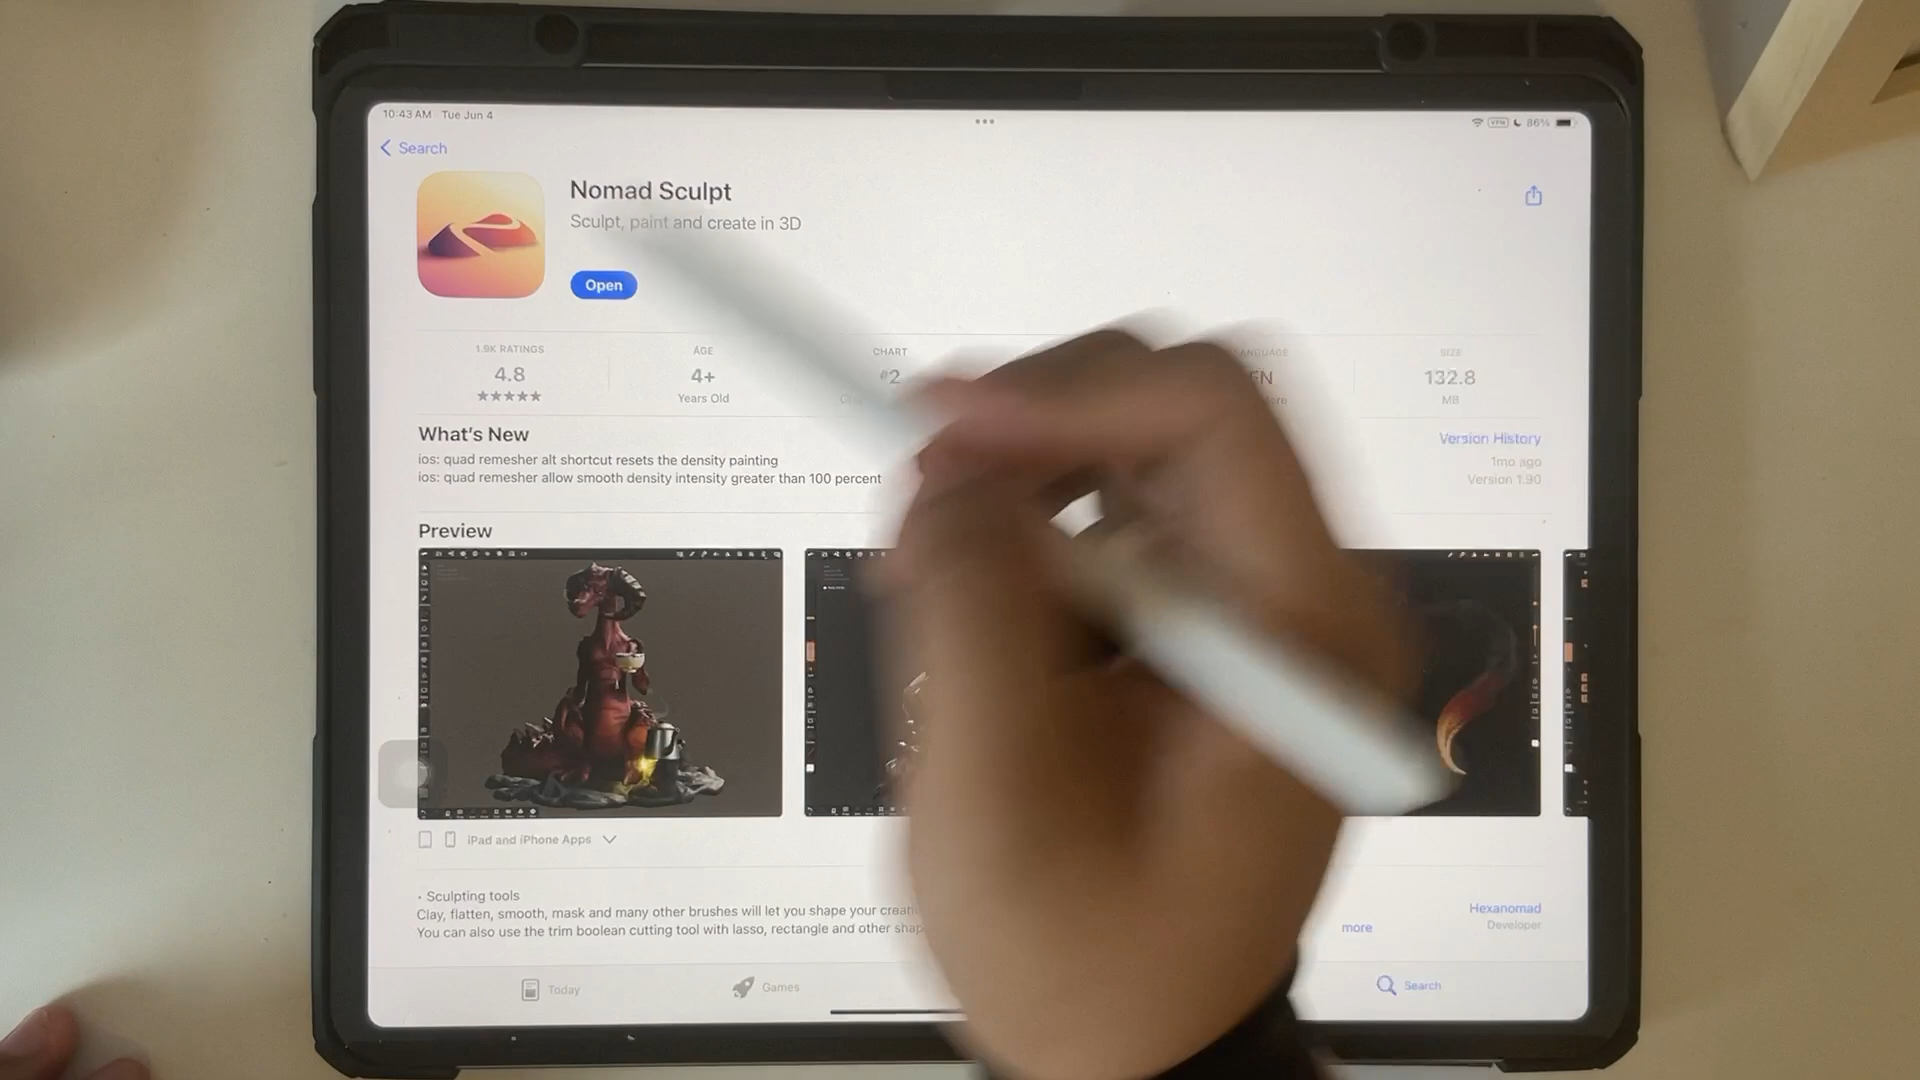 10:43 AM Tue Jun 4
VPN 86%
Search
Nomad Sculpt
Sculpt, paint and create in 3D
Open
1.9K RATINGS
4.8
AGE
4+
Years Old
CHART
#2
EN
SIZE
132.8
MB
What's New
Version History
ios: quad remesher alt shortcut resets the density painting
ios: quad remesher allow smooth density intensity greater than 100 percent
1mo ago
Version 1.90
Preview
iPad and iPhone Apps
• Sculpting tools
Clay, flatten, smooth, mask and many other brushes will let you shape your
You can also use the trim boolean cutting tool with lasso, rectangle and other
more
Hexanomad
Developer
Today
Games
Search